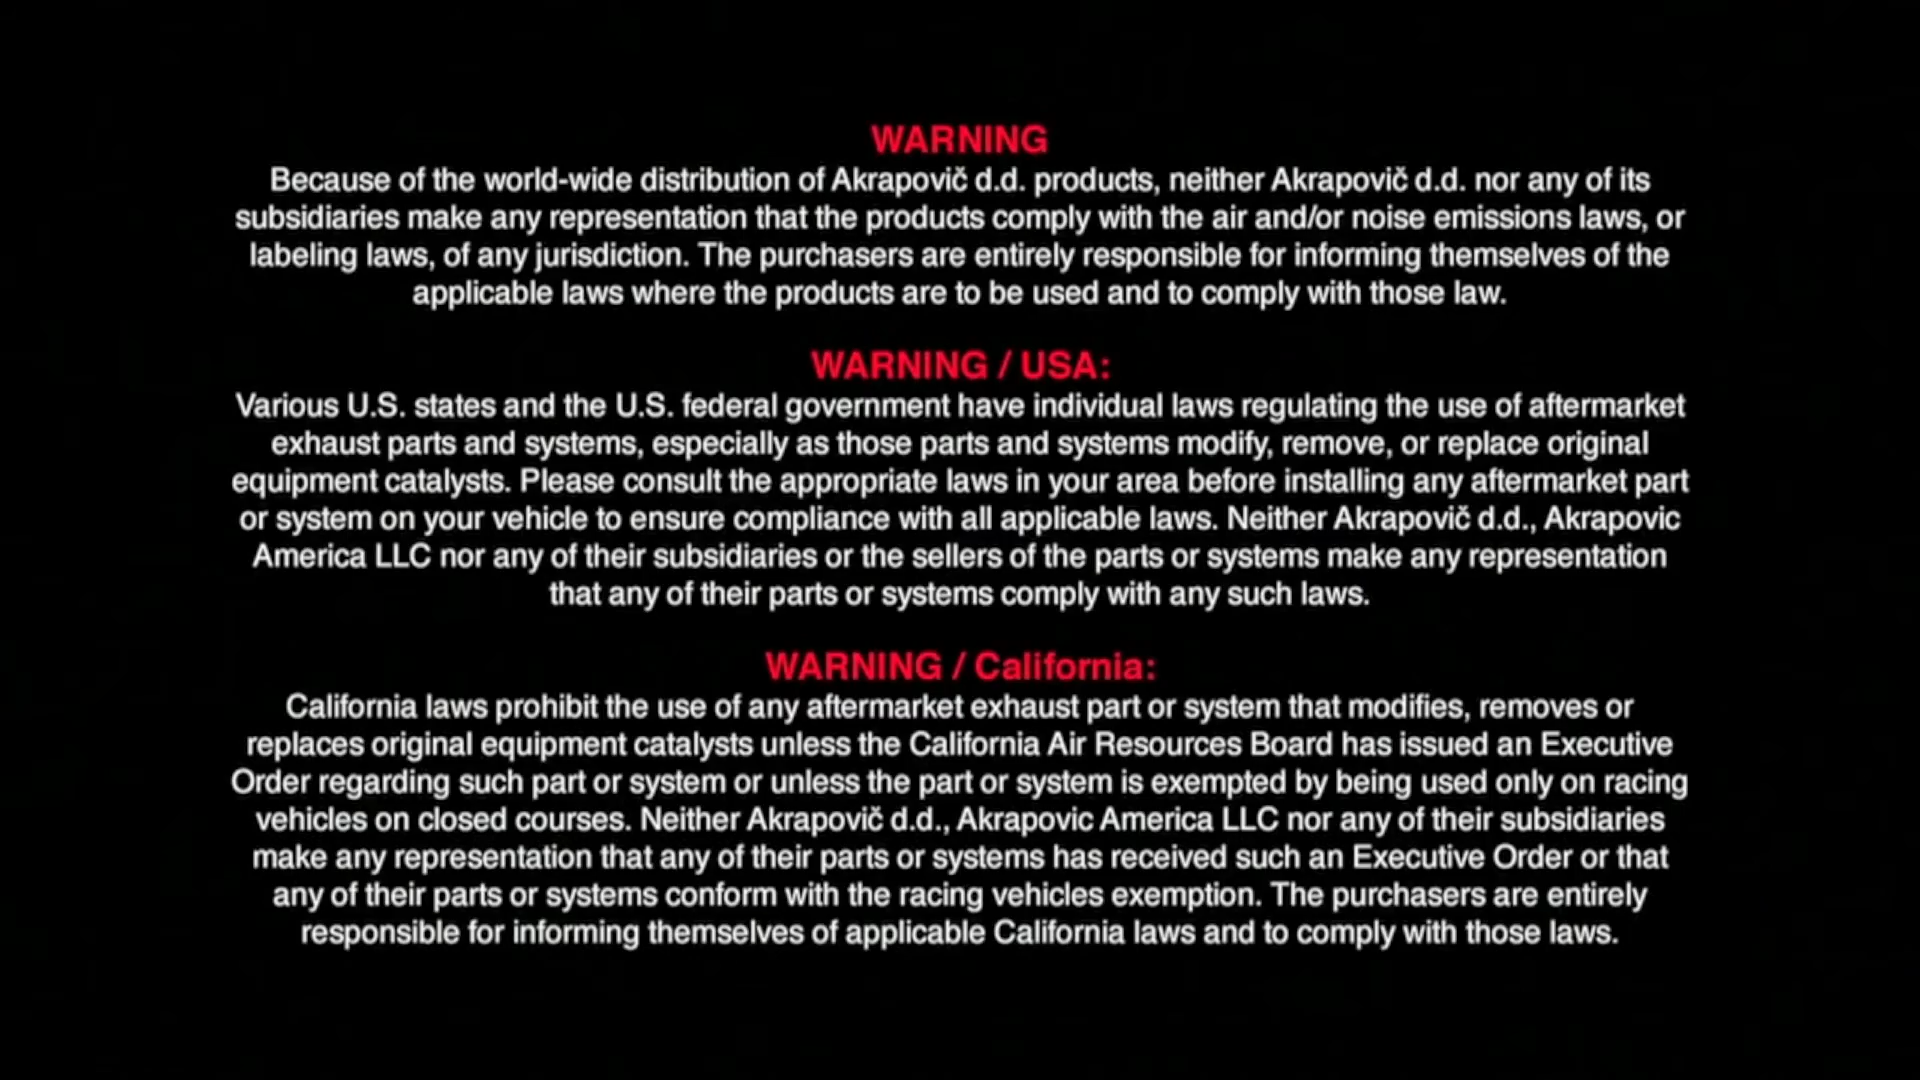 WARNING
Because of the world-wide distribution of Akrapovič d.d. products, neither Akrapovič d.d. nor any of its
subsidiaries make any representation that the products comply with the air and/or noise emissions laws, or
labeling laws, of any jurisdiction. The purchasers are entirely responsible for informing themselves of the
applicable laws where the products are to be used and to comply with those law.
WARNING / USA:
Various U.S. states and the U.S. federal government have individual laws regulating the use of aftermarket
exhaust parts and systems, especially as those parts and systems modify, remove, or replace original
equipment catalysts. Please consult the appropriate laws in your area before installing any aftermarket part
or system on your vehicle to ensure compliance with all applicable laws. Neither Akrapovič d.d., Akrapovic
America LLC nor any of their subsidiaries or the sellers of the parts or systems make any representation
that any of their parts or systems comply with any such laws.
WARNING / California:
California laws prohibit the use of any aftermarket exhaust part or system that modifies, removes or
replaces original equipment catalysts unless the California Air Resources Board has issued an Executive
Order regarding such part or system or unless the part or system is exempted by being used only on racing
vehicles on closed courses. Neither Akrapovič d.d., Akrapovic America LLC nor any of their subsidiaries
make any representation that any of their parts or systems has received such an Executive Order or that
any of their parts or systems conform with the racing vehicles exemption. The purchasers are entirely
responsible for informing themselves of applicable California laws and to comply with those laws.